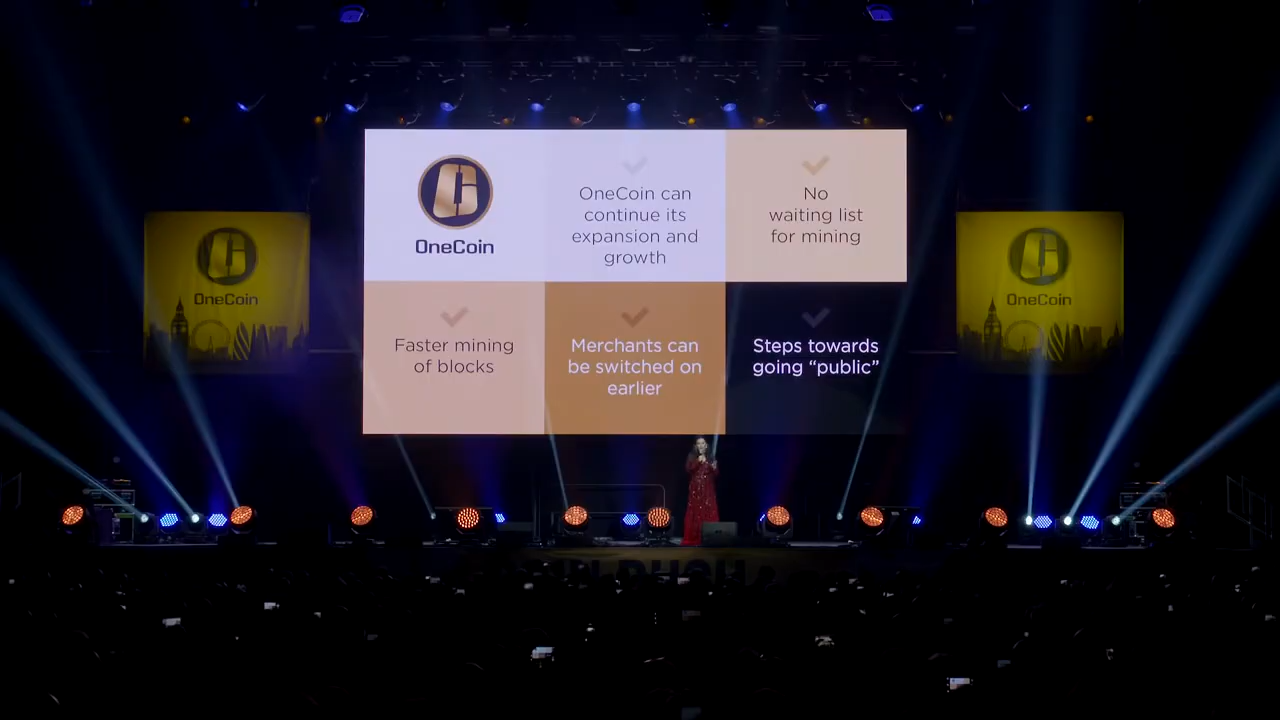 OneCoin
OneCoin can
continue its
expansion and
growth
No
waiting list
for mining
Faster mining
of blocks
Merchants can
be switched on
earlier
Steps towards
going “public”
OneCoin
OneCoin